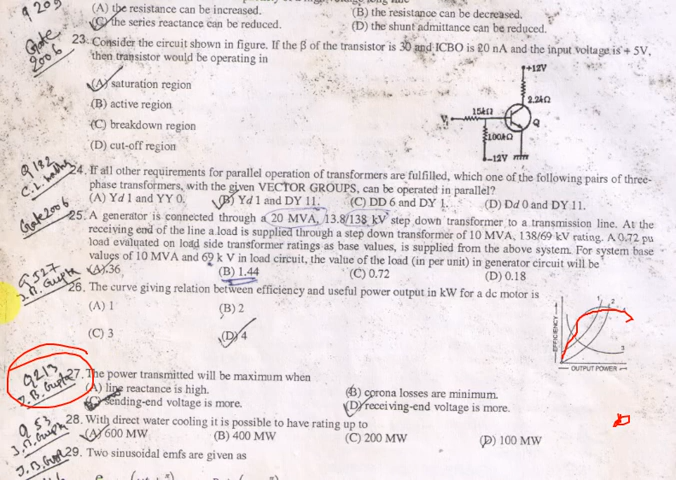 (A) the resistance can be increased. (B) the resistance can be decreased.
(C) the series reactance can be reduced. (D) the shunt admittance can be reduced.
Gate 2006
23. Consider the circuit shown in figure. If the β of the transistor is 30 and ICBO is 20 nA and the input voltage is + 5V,
then transistor would be operating in
(A) saturation region
(B) active region
(C) breakdown region
(D) cut-off region
+12V
2.2kΩ
15kΩ
Vi
Q
100kΩ
-12V
24. If all other requirements for parallel operation of transformers are fulfilled, which one of the following pairs of three-
phase transformers, with the given VECTOR GROUPS, can be operated in parallel?
(A) Yd 1 and YY 0. (B) Yd 1 and DY 11. (C) DD 6 and DY 1. (D) Dd 0 and DY 11.
Gate 2006
25. A generator is connected through a 20 MVA, 13.8/138 kV step down transformer to a transmission line. At the
receiving end of the line a load is supplied through a step down transformer of 10 MVA, 138/69 kV rating. A 0.72 pu
load evaluated on load side transformer ratings as base values, is supplied from the above system. For system base
values of 10 MVA and 69 k V in load circuit, the value of the load (in per unit) in generator circuit will be
(A).36 (B) 1.44 (C) 0.72 (D) 0.18
Q 527
J.B. Gupta
26. The curve giving relation between efficiency and useful power output in kW for a dc motor is
(A) 1 (B) 2
(C) 3 (D) 4
EFFICIENCY
OUTPUT POWER
Q213
J.B. Gupta
27. The power transmitted will be maximum when
(A) line reactance is high. (B) corona losses are minimum.
(C) sending-end voltage is more. (D) receiving-end voltage is more.
Q 53
J.B. Gupta
28. With direct water cooling it is possible to have rating up to
(A) 600 MW (B) 400 MW (C) 200 MW (D) 100 MW
J.B. Gupta
29. Two sinusoidal emfs are given as